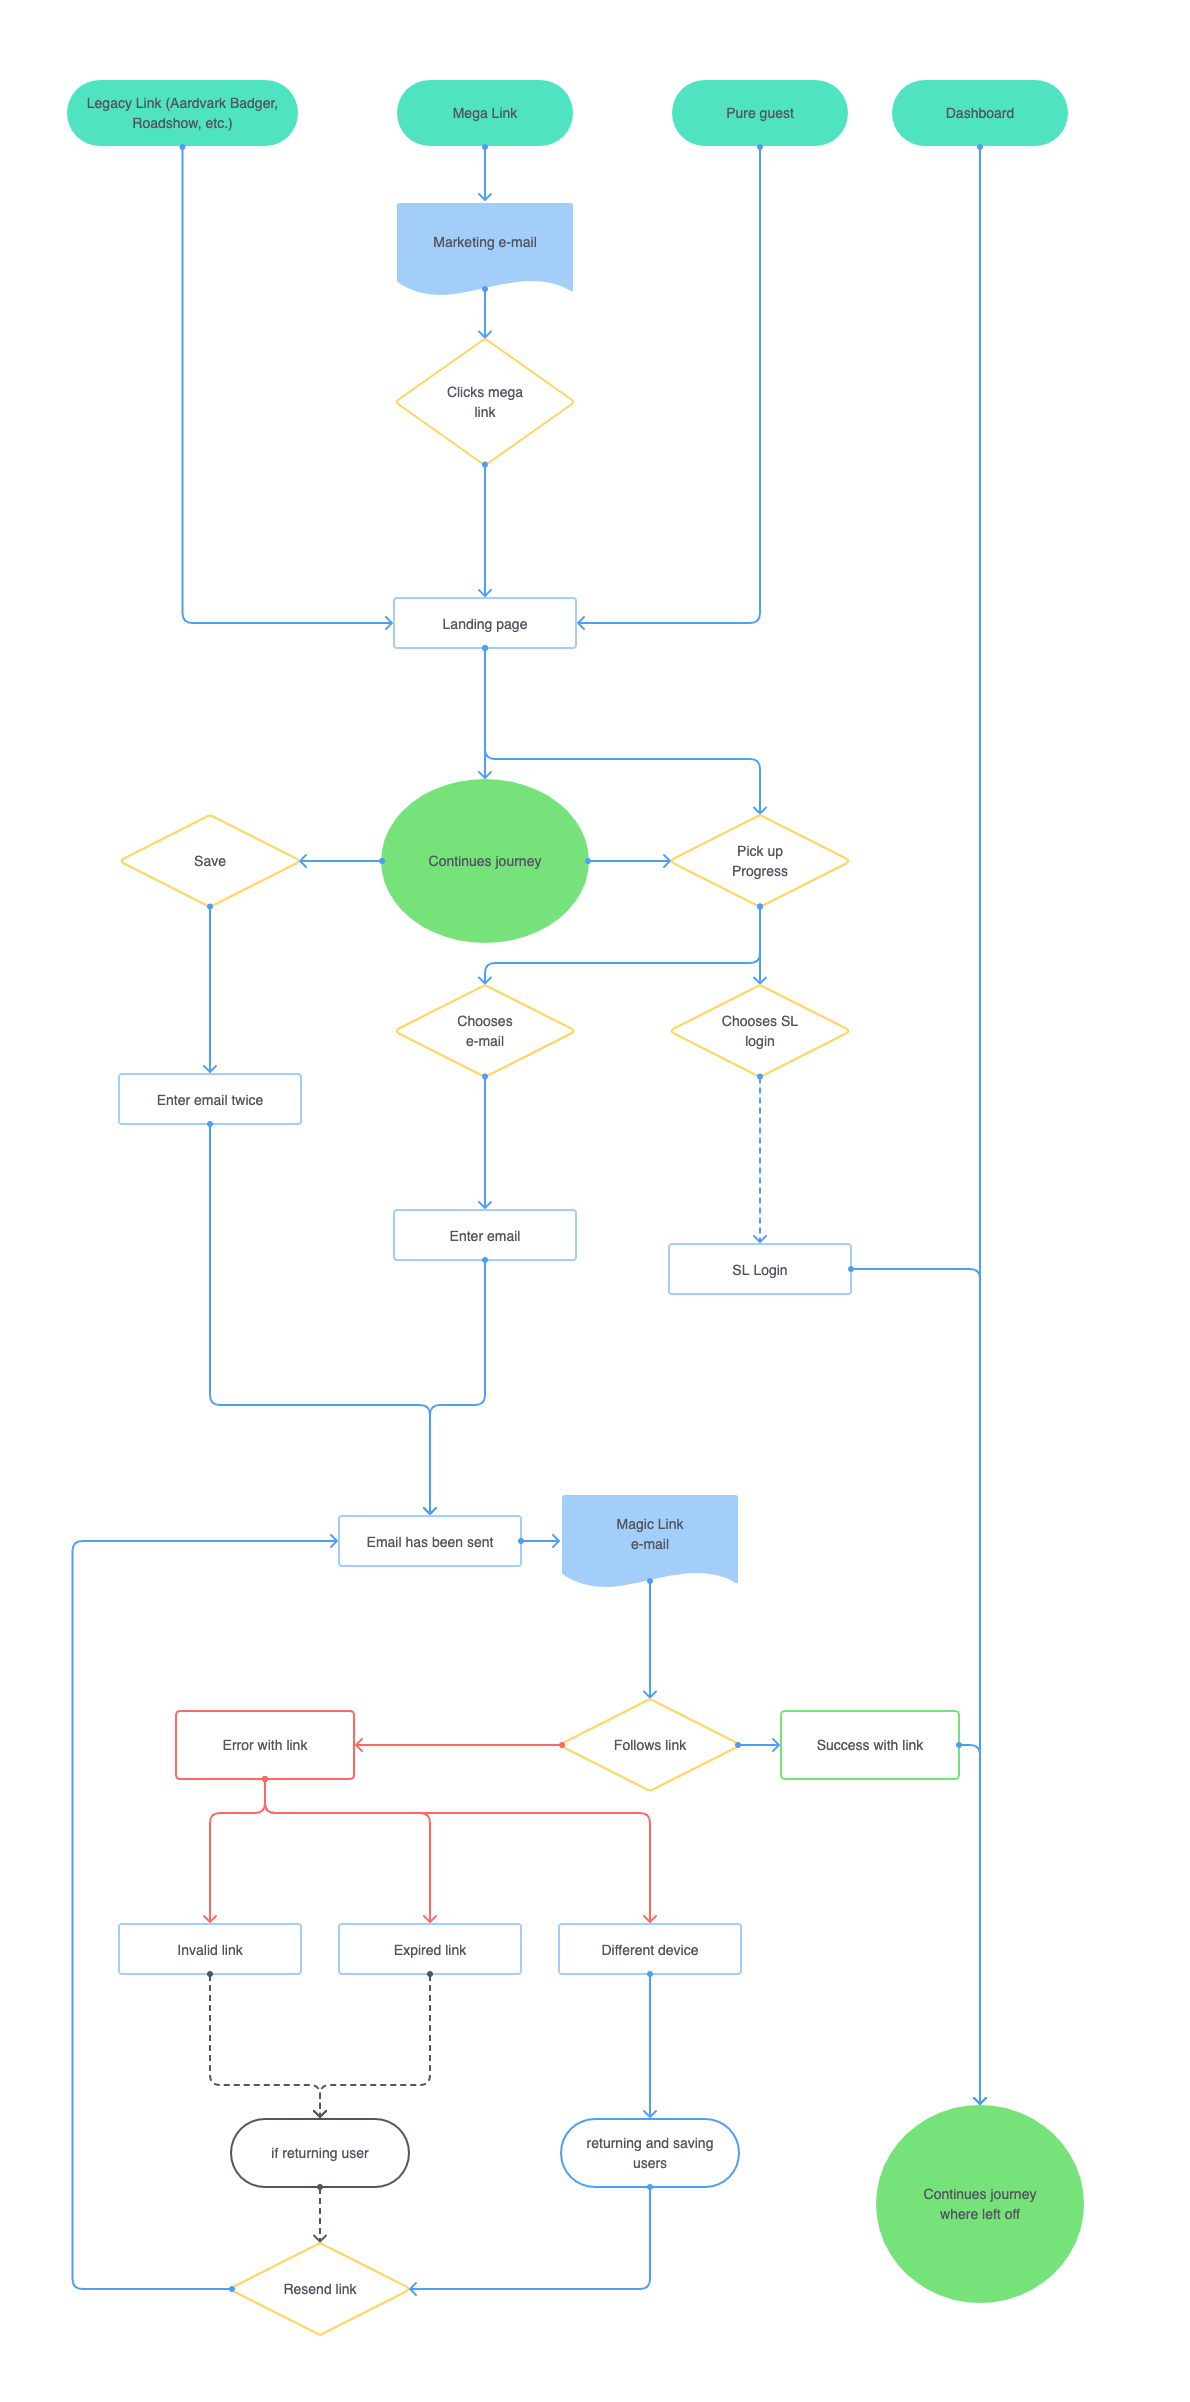 Legacy Link (Aardvark Badger,
Roadshow, etc.)
Mega Link
Pure guest
Dashboard
Marketing e-mail
Clicks mega
link
Landing page
Save
Continues journey
Pick up
Progress
Chooses
e-mail
Chooses SL
login
Enter email twice
Enter email
SL Login
Email has been sent
Magic Link
e-mail
Error with link
Follows link
Success with link
Invalid link
Expired link
Different device
if returning user
returning and saving
users
Continues journey
where left off
Resend link